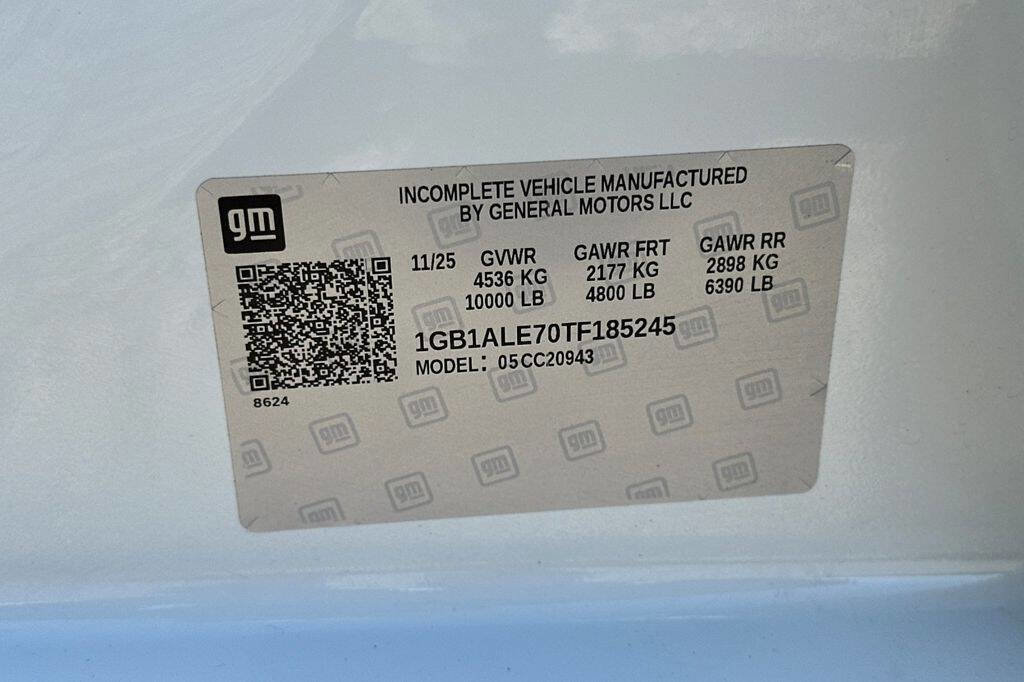 gm
INCOMPLETE VEHICLE MANUFACTURED
BY GENERAL MOTORS LLC
11/25 GVWR GAWR FRT GAWR RR
4536 KG 2177 KG 2898 KG
10000 LB 4800 LB 6390 LB
1GB1ALE70TF185245
MODEL: 05CC20943
8624